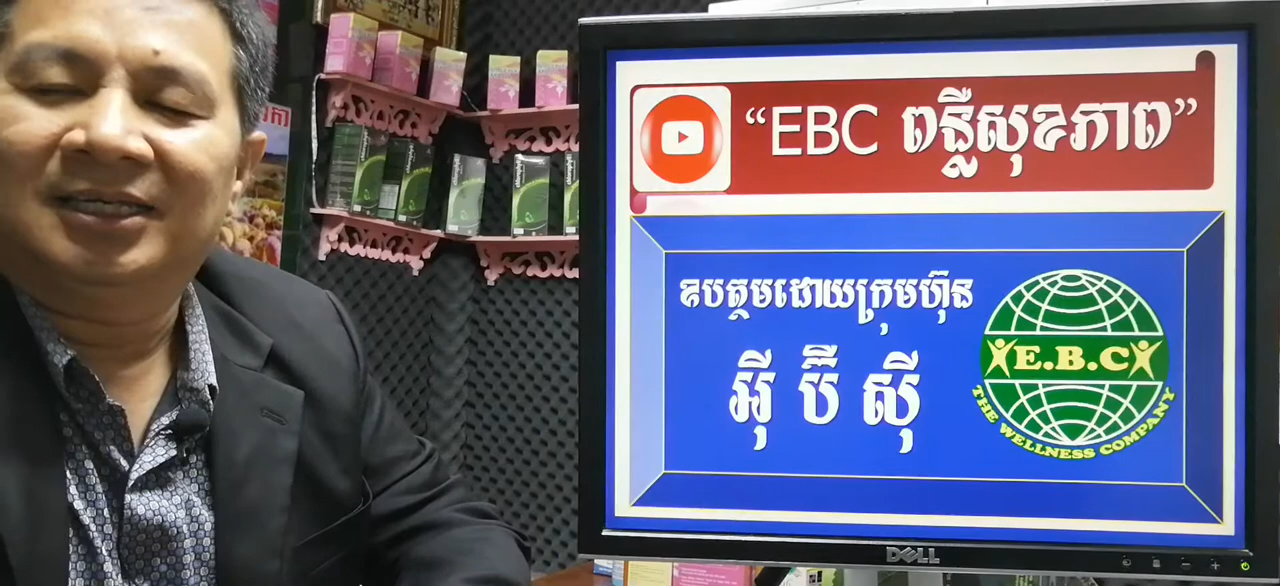 “EBC ពន្លឺសុខភាព”
ឧបត្ថមដោយក្រុមហ៊ុន
អ៊ី ប៊ី ស៊ី
E.B.C
THE WELLNESS COMPANY
DELL